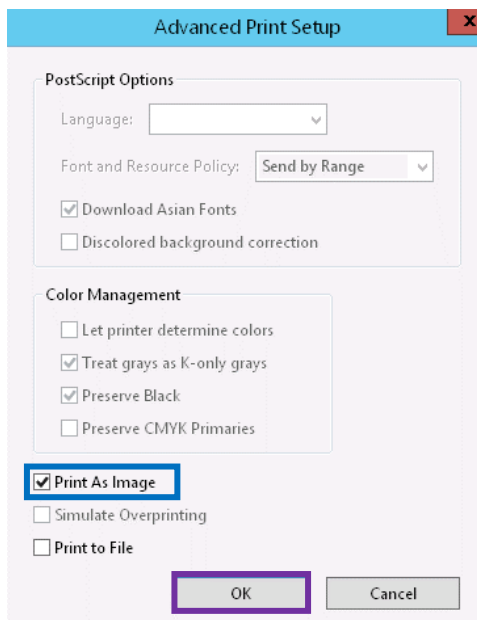 Advanced Print Setup
x
PostScript Options
Language:
Font and Resource Policy: Send by Range
Download Asian Fonts
Discolored background correction
Color Management
Let printer determine colors
Treat grays as K-only grays
Preserve Black
Preserve CMYK Primaries
Print As Image
Simulate Overprinting
Print to File
OK Cancel